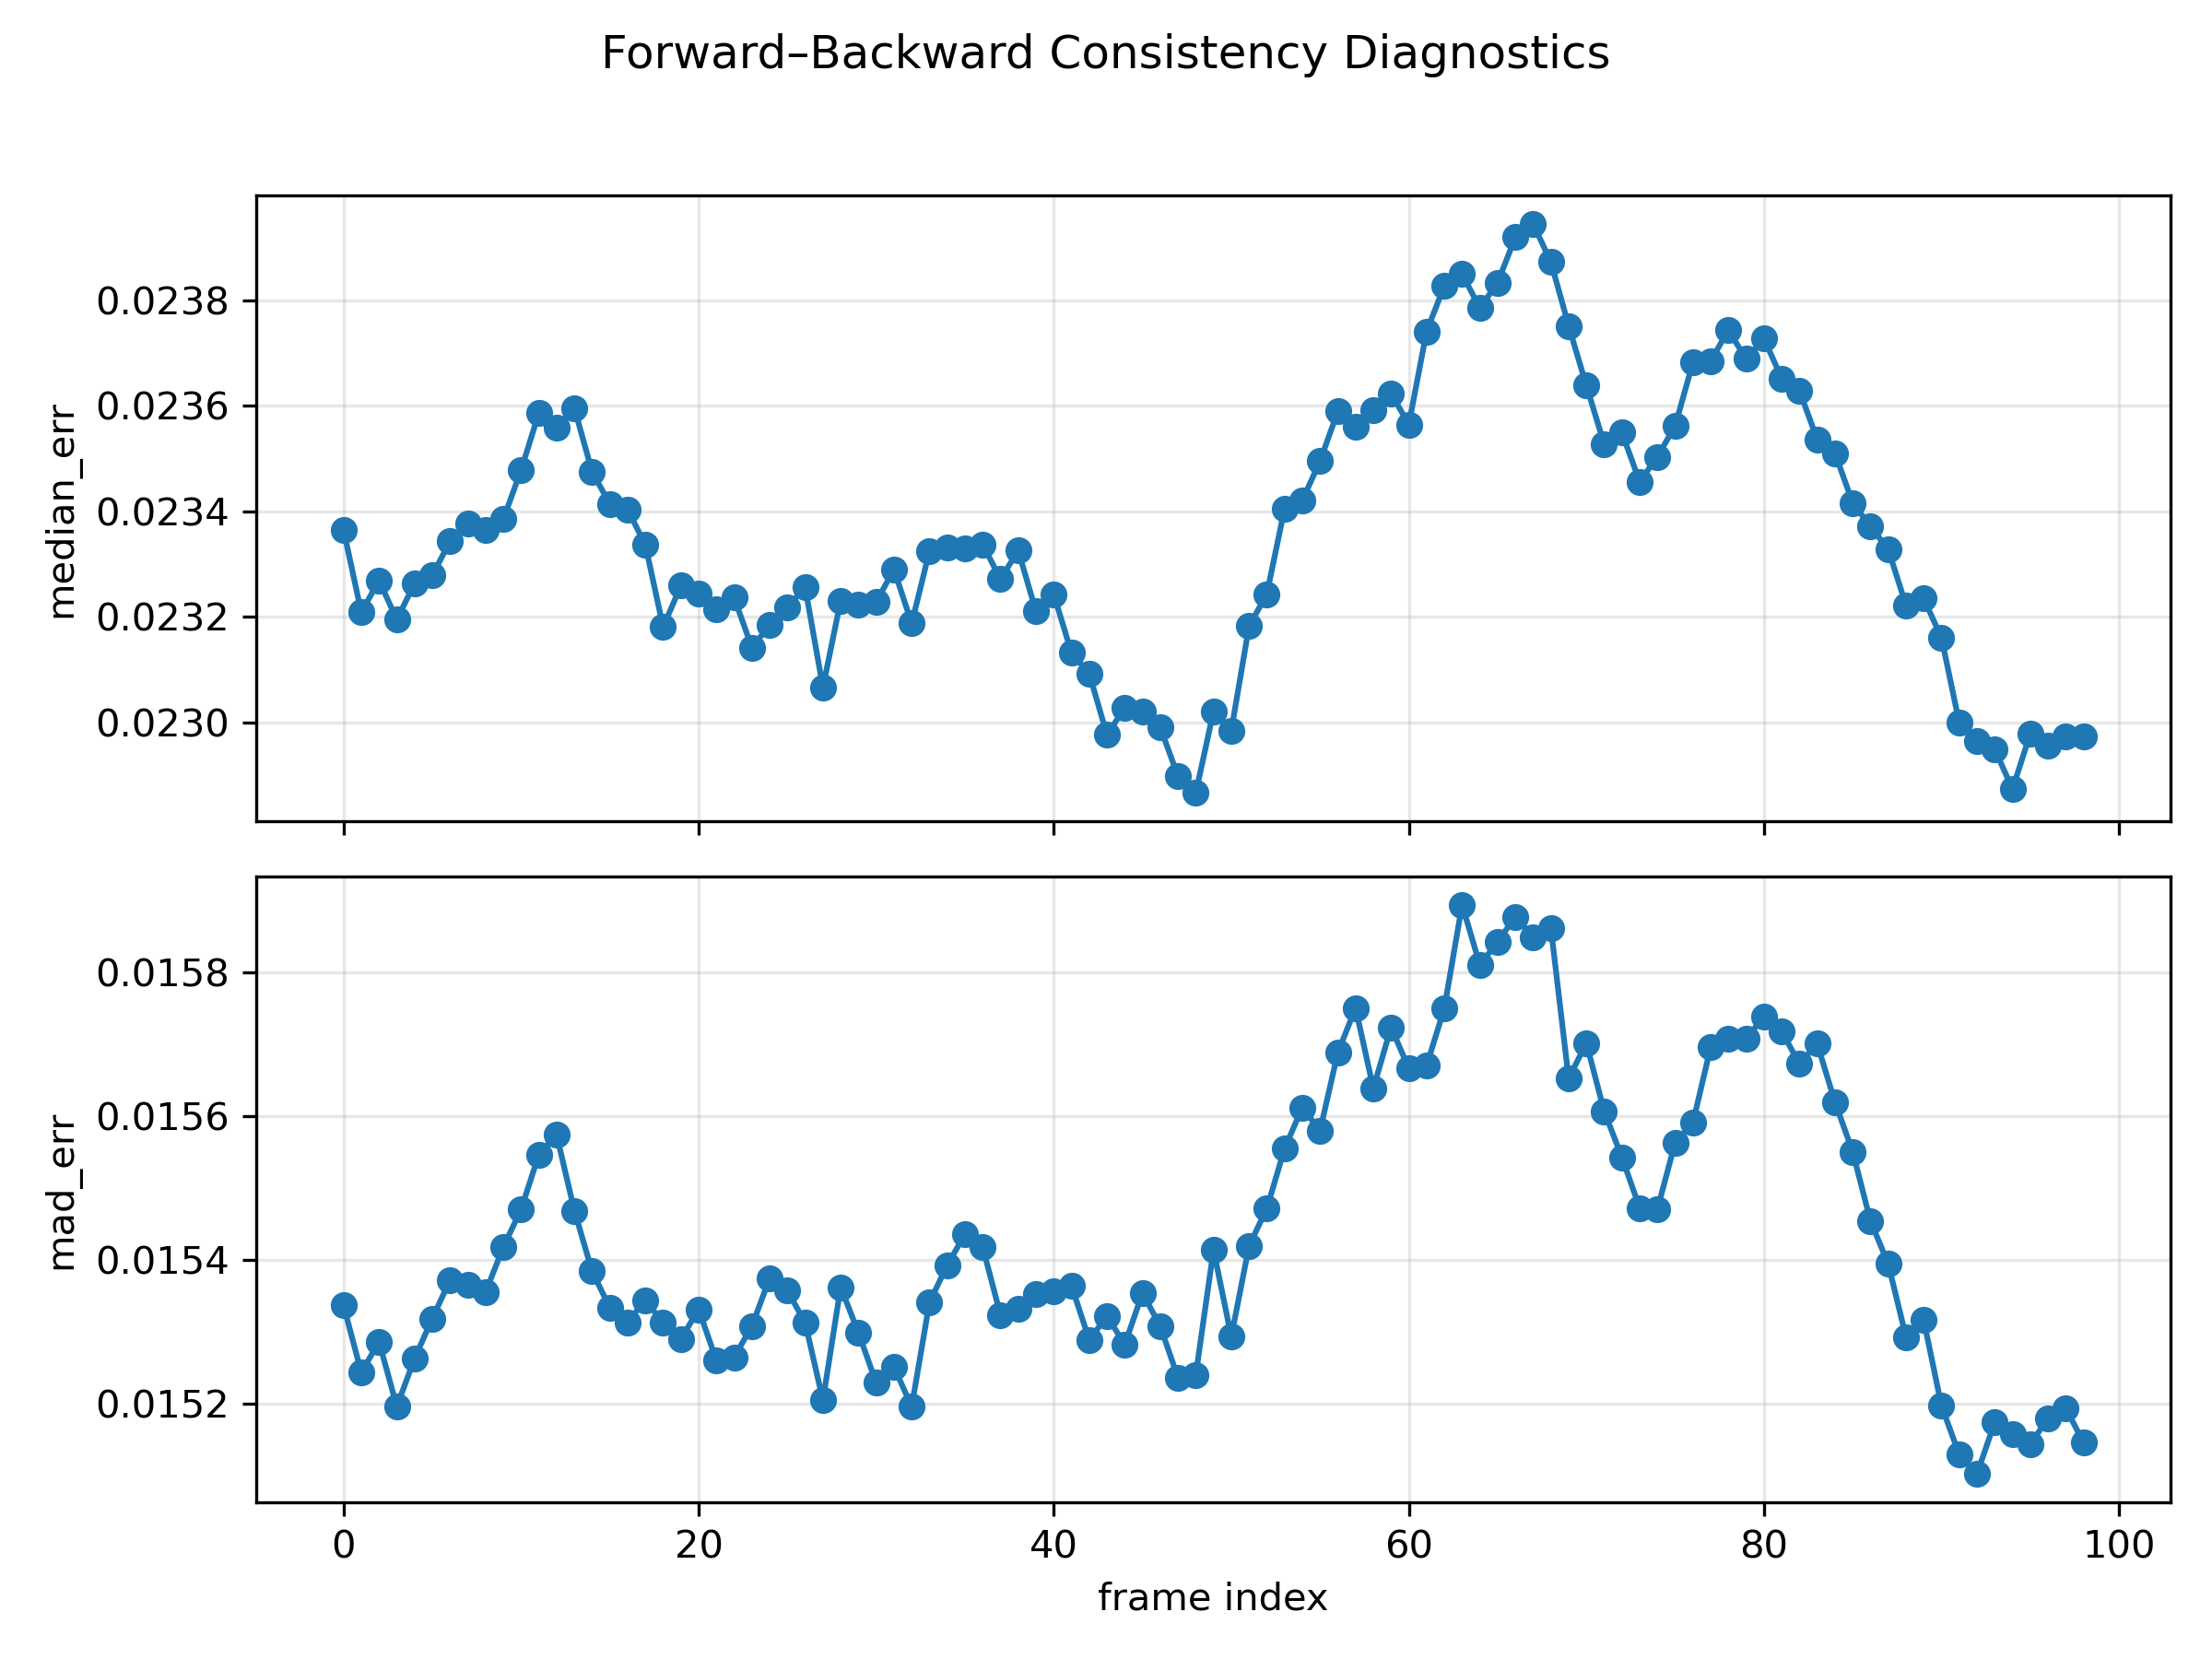 Forward–Backward Consistency Diagnostics
median_err
0.0238
0.0236
0.0234
0.0232
0.0230
mad_err
0.0158
0.0156
0.0154
0.0152
0 20 40 60 80 100
frame index